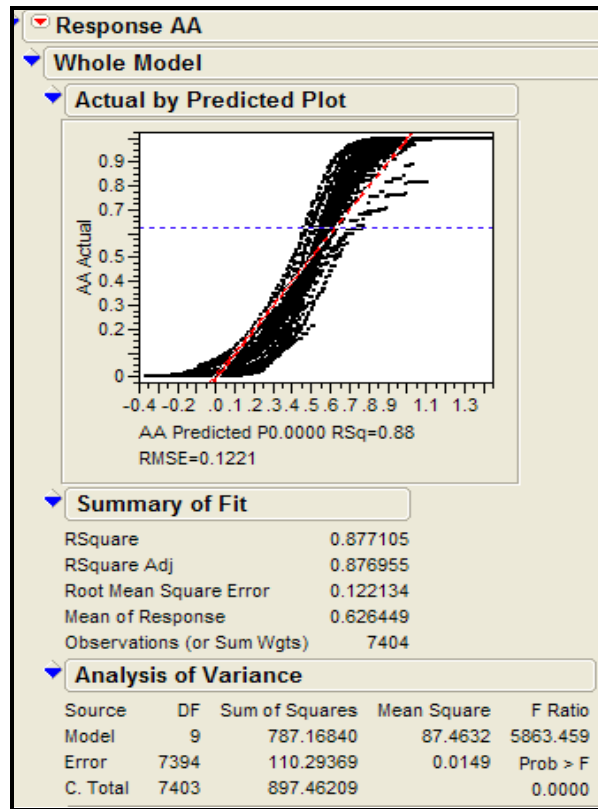 Response AA
Whole Model
Actual by Predicted Plot
AA Actual
0.9
0.8
0.7
0.5
0.4
0.3
0.2
0
-0.4 -0.2 .0 .1 .2 .3 .4 .5 .6 .7 .8 .9 1.1 1.3
AA Predicted P0.0000 RSq=0.88
RMSE=0.1221
Summary of Fit
RSquare 0.877105
RSquare Adj 0.876955
Root Mean Square Error 0.122134
Mean of Response 0.626449
Observations (or Sum Wgts) 7404
Analysis of Variance
Source DF Sum of Squares Mean Square F Ratio
Model 9 787.16840 87.4632 5863.459
Error 7394 110.29369 0.0149 Prob > F
C. Total 7403 897.46209 0.0000